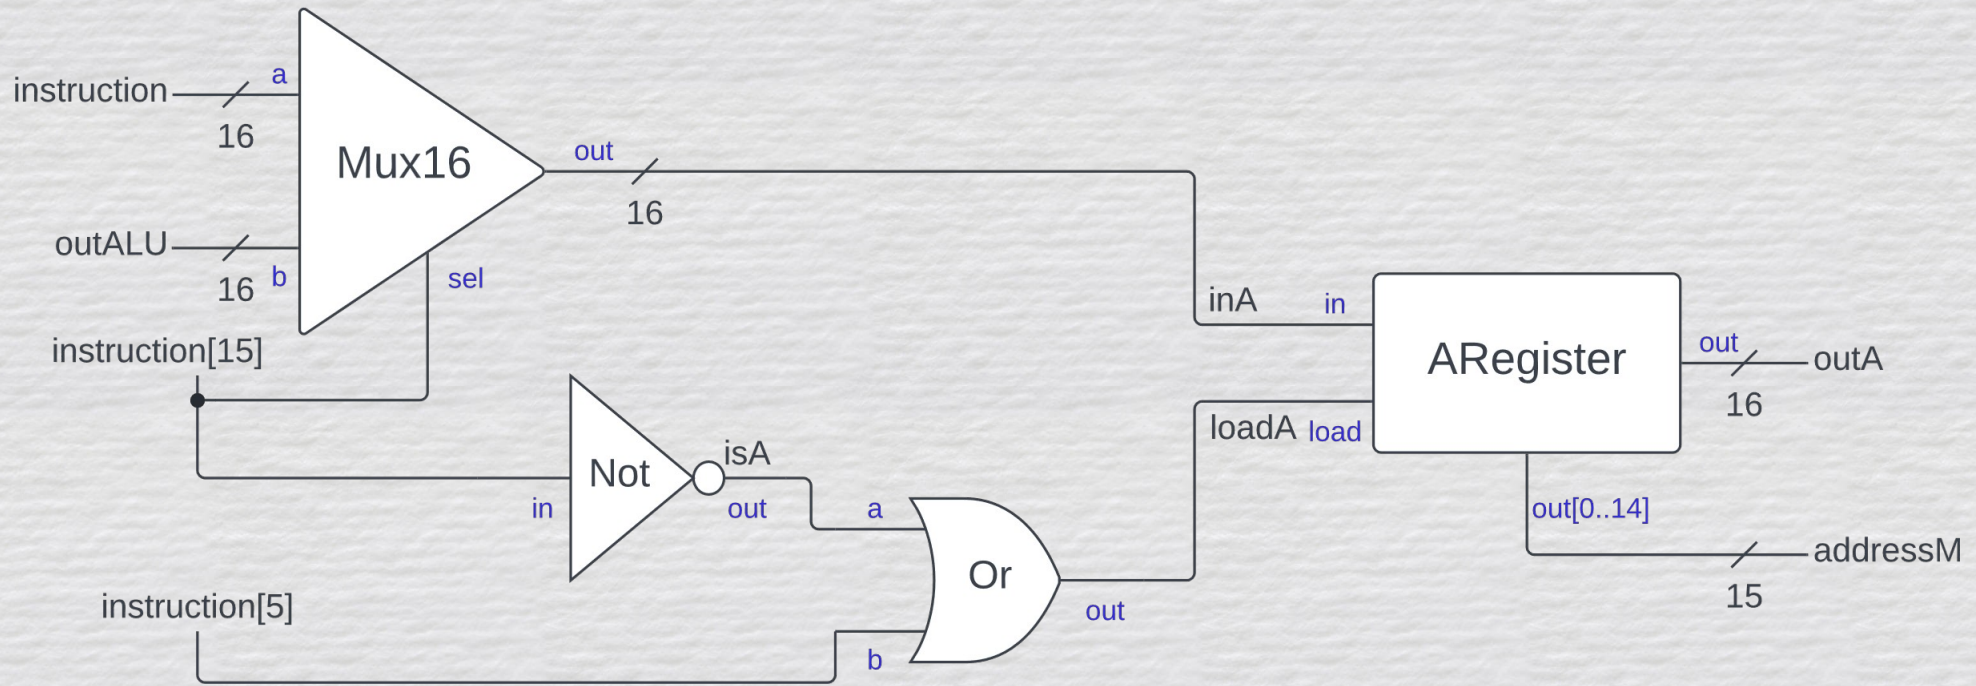 instruction
a
16
Mux16
out
16
outALU
16
b
sel
instruction[15]
inA
in
ARegister
out
outA
16
loadA
load
Not
isA
in
out
a
out[0..14]
addressM
15
Or
instruction[5]
out
b